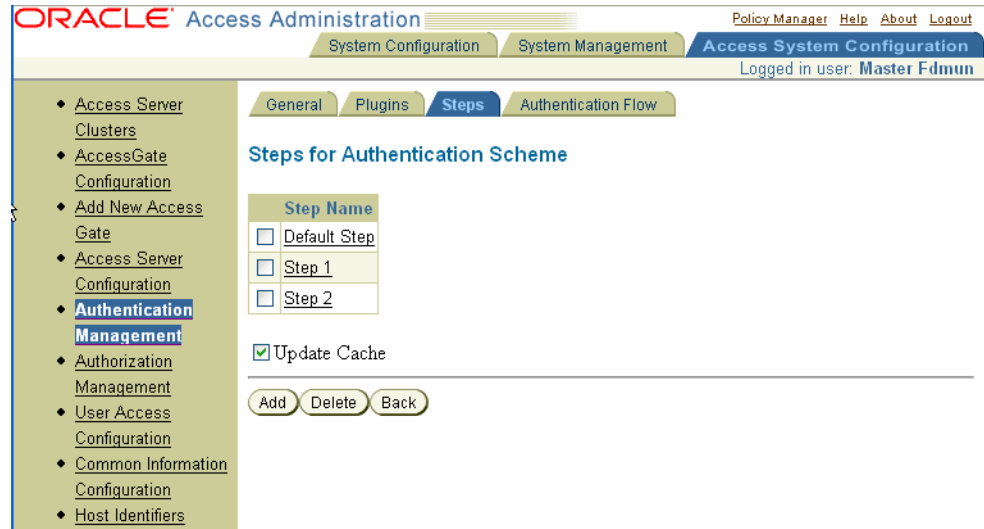 ORACLE Access Administration
Policy Manager Help About Logout
System Configuration System Management Access System Configuration
Logged in user: Master Fdmun
Access Server
Clusters
AccessGate
Configuration
Add New Access
Gate
Access Server
Configuration
Authentication
Management
Authorization
Management
User Access
Configuration
Common Information
Configuration
Host Identifiers
General Plugins Steps Authentication Flow
Steps for Authentication Scheme
Step Name
Default Step
Step 1
Step 2
Update Cache
Add Delete Back